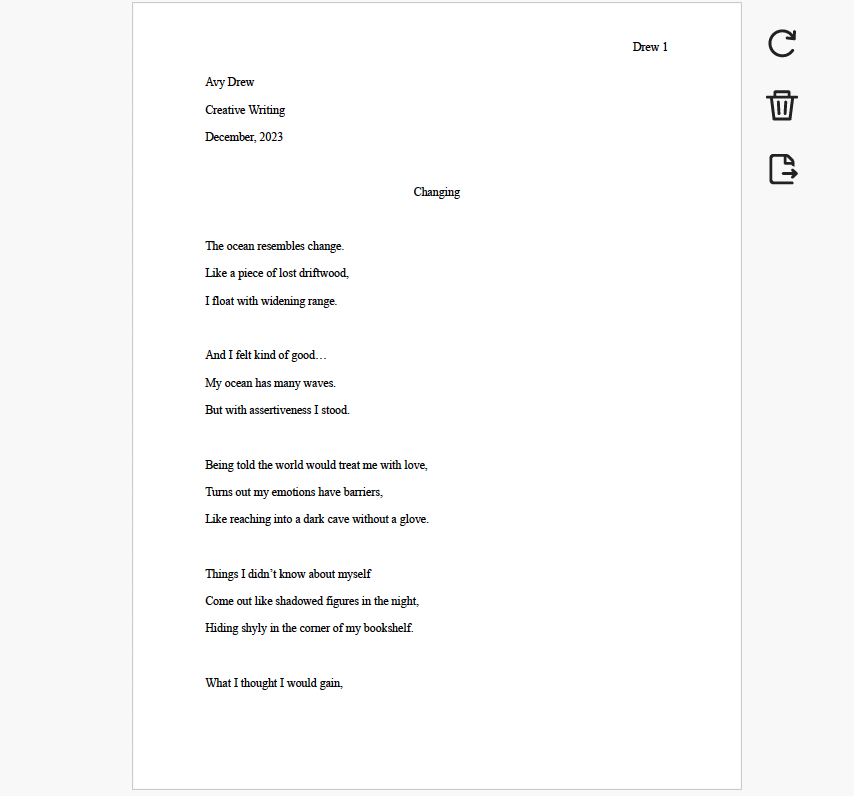 Drew 1
Avy Drew
Creative Writing
December, 2023
Changing
The ocean resembles change.
Like a piece of lost driftwood,
I float with widening range.
And I felt kind of good…
My ocean has many waves.
But with assertiveness I stood.
Being told the world would treat me with love,
Turns out my emotions have barriers,
Like reaching into a dark cave without a glove.
Things I didn’t know about myself
Come out like shadowed figures in the night,
Hiding shyly in the corner of my bookshelf.
What I thought I would gain,